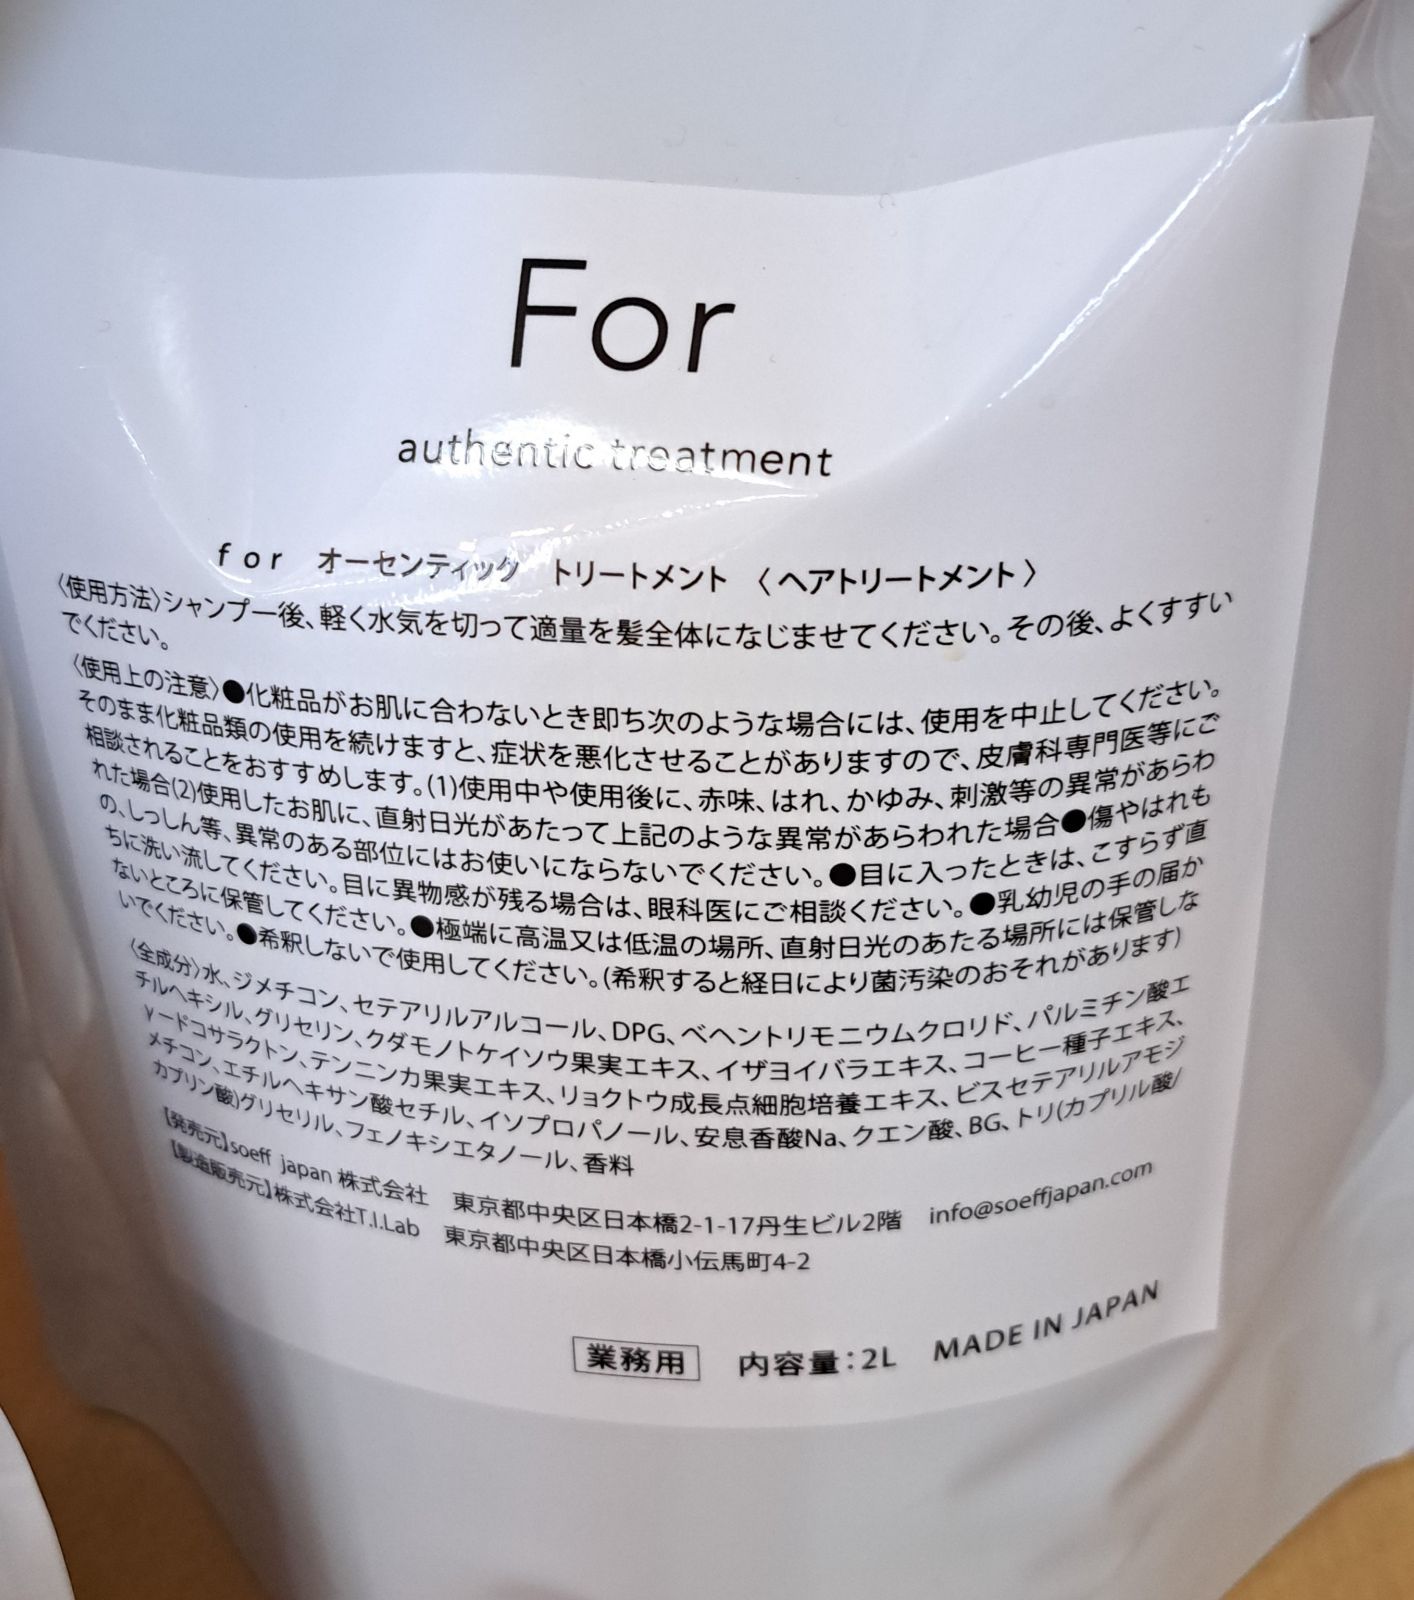 For
authentic treatment
for オーセンティック トリートメント 〈ヘアトリートメント〉
〈使用方法〉シャンプー後、軽く水気を切って適量を髪全体になじませてください。その後、よくすすい
でください。
〈使用上の注意〉●化粧品がお肌に合わないとき即ち次のような場合には、使用を中止してください。
そのまま化粧品類の使用を続けますと、症状を悪化させることがありますので、皮膚科専門医等にご
相談されることをおすすめします。(1)使用中や使用後に、赤味、はれ、かゆみ、刺激等の異常があらわ
れた場合(2)使用したお肌に、直射日光があたって上記のような異常があらわれた場合●傷やはれも
の、しっしん等、異常のある部位にはお使いにならないでください。●目に入ったときは、こすらず直
ちに洗い流してください。目に異物感が残る場合は、眼科医にご相談ください。●乳幼児の手の届か
ないところに保管してください。●極端に高温又は低温の場所、直射日光のあたる場所には保管しな
いでください。●希釈しないで使用してください。(希釈すると経日により菌汚染のおそれがあります)
〈全成分〉水、ジメチコン、セテアリルアルコール、DPG、ベヘントリモニウムクロリド、パルミチン酸エ
チルヘキシル、グリセリン、クダモノトケイソウ果実エキス、イザヨイバラエキス、コーヒー種子エキス、
γードコサラクトン、テンニンカ果実エキス、リョクトウ成長点細胞培養エキス、ビスセテアリルアモジ
メチコン、エチルヘキサン酸セチル、イソプロパノール、安息香酸Na、クエン酸、BG、トリ(カプリル酸/
カプリン酸)グリセリル、フェノキシエタノール、香料
【発売元】soeff japan 株式会社 東京都中央区日本橋2-1-17丹生ビル2階 info@soeffjapan.com
【製造販売元】株式会社T.I.Lab 東京都中央区日本橋小伝馬町4-2
業務用 内容量:2L MADE IN JAPAN